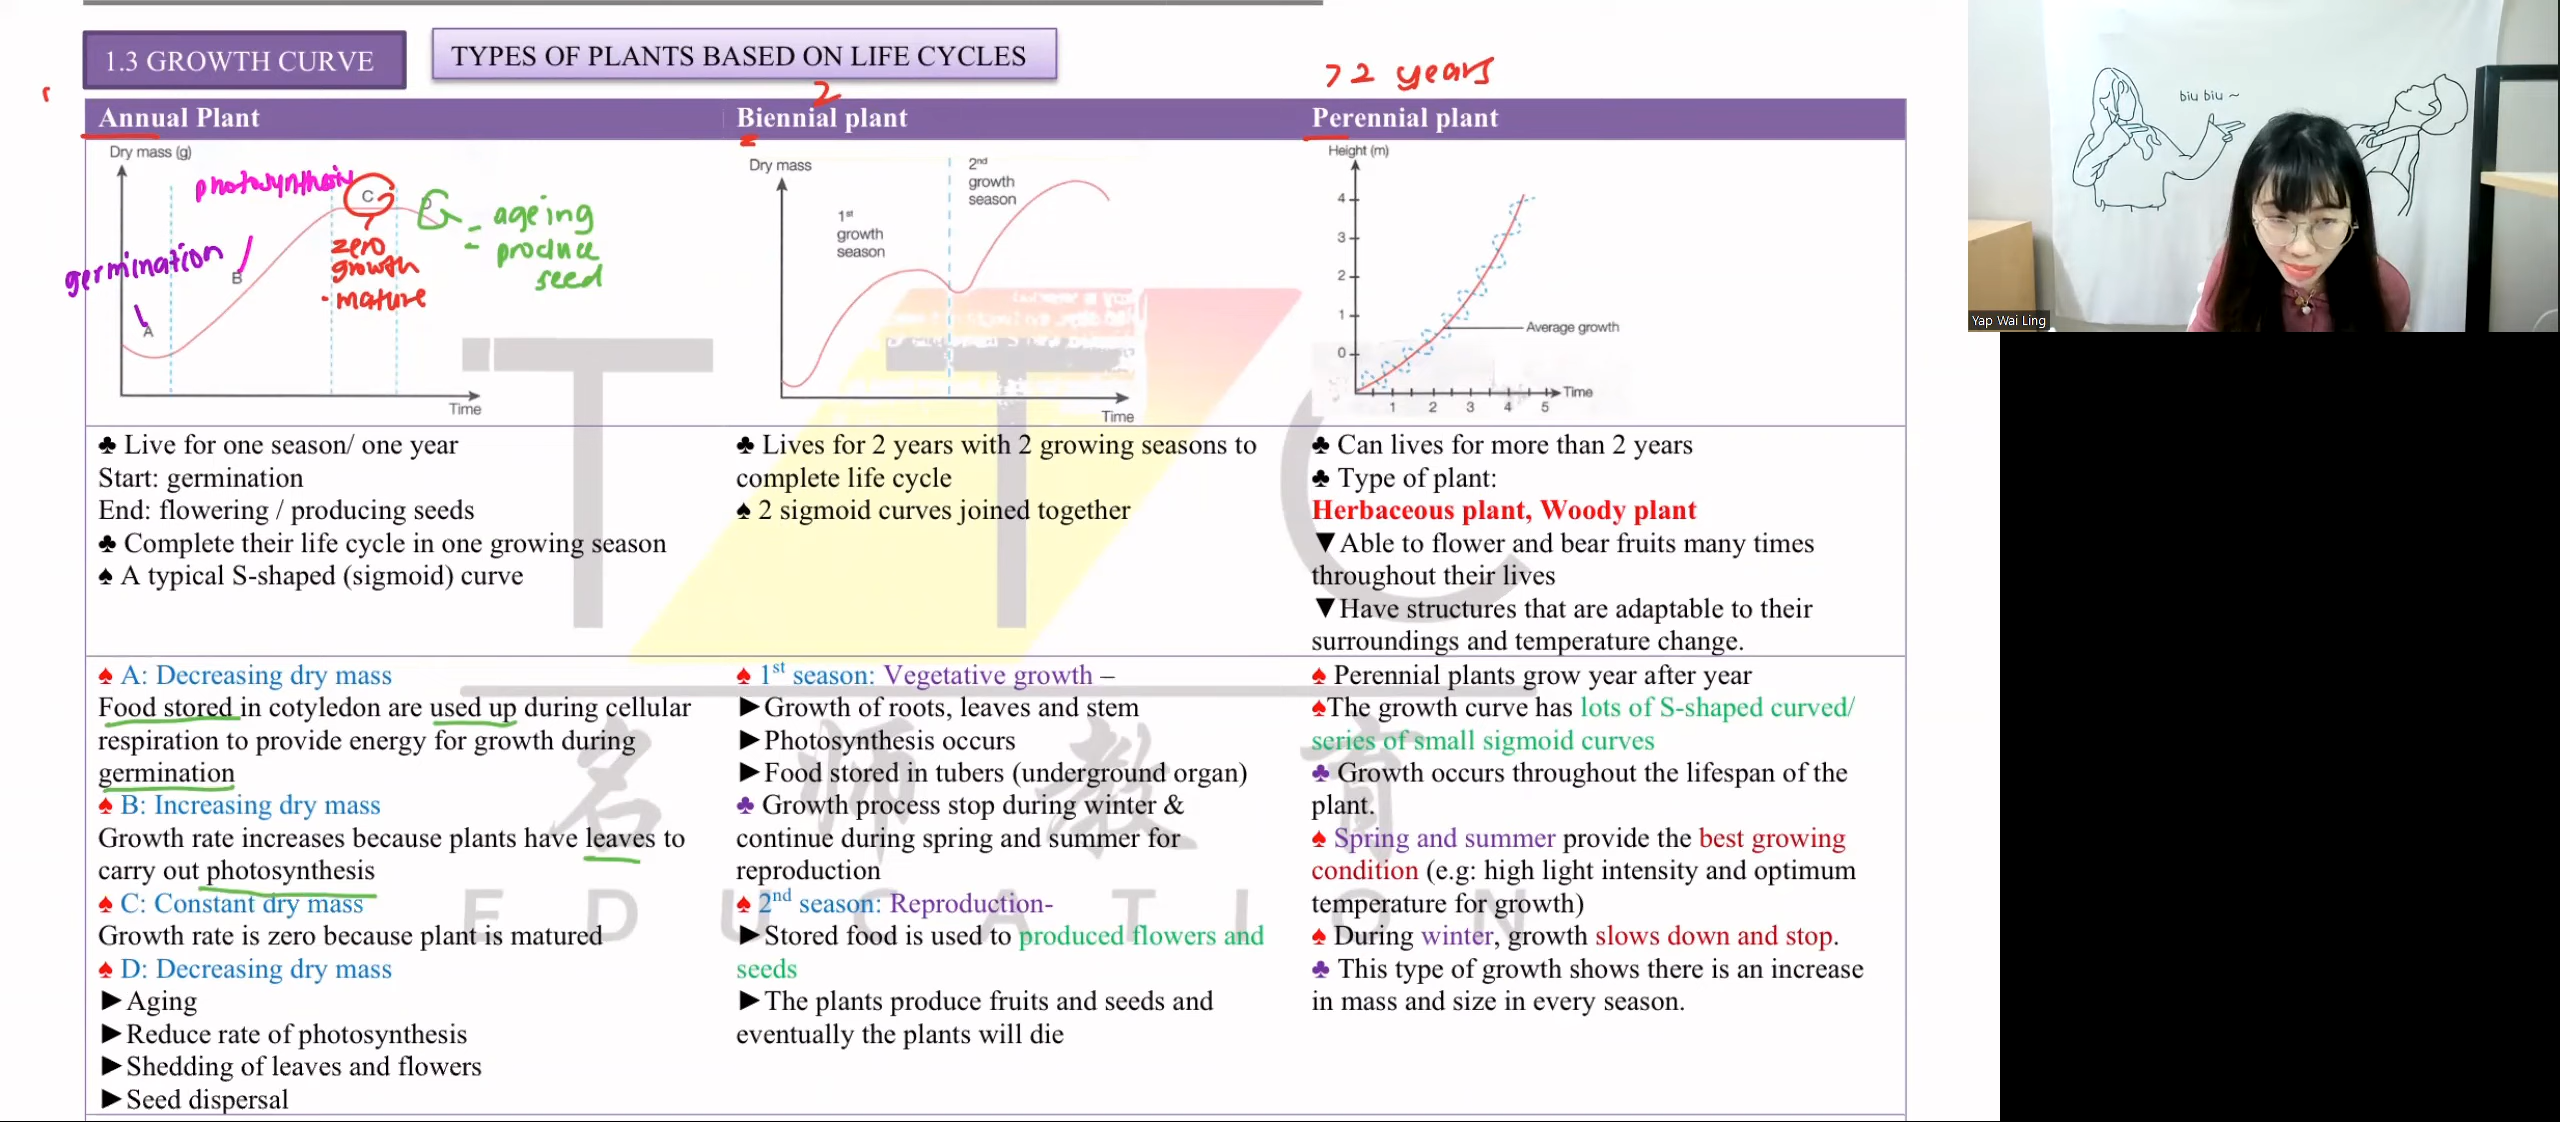 1.3 GROWTH CURVE
TYPES OF PLANTS BASED ON LIFE CYCLES
> 2 years
2
Annual Plant
Biennial plant
Perennial plant
Dry mass (g)
photosynthesis
C
D
- ageing
- produce
seed
germination
B
zero
growth
• mature
A
Time
Dry mass
1st
growth
season
2nd
growth
season
Time
Height (m)
4
3
2
1
0
Average growth
Time
1 2 3 4 5
♣ Live for one season/ one year
Start: germination
End: flowering / producing seeds
♣ Complete their life cycle in one growing season
♠ A typical S-shaped (sigmoid) curve
♣ Lives for 2 years with 2 growing seasons to
complete life cycle
♠ 2 sigmoid curves joined together
♣ Can lives for more than 2 years
♣ Type of plant:
Herbaceous plant, Woody plant
▼Able to flower and bear fruits many times
throughout their lives
▼Have structures that are adaptable to their
surroundings and temperature change.
♠ A: Decreasing dry mass
Food stored in cotyledon are used up during cellular
respiration to provide energy for growth during
germination
♠ B: Increasing dry mass
Growth rate increases because plants have leaves to
carry out photosynthesis
♠ C: Constant dry mass
Growth rate is zero because plant is matured
♠ D: Decreasing dry mass
►Aging
►Reduce rate of photosynthesis
►Shedding of leaves and flowers
►Seed dispersal
♠ 1st season: Vegetative growth –
►Growth of roots, leaves and stem
►Photosynthesis occurs
►Food stored in tubers (underground organ)
♣ Growth process stop during winter &
continue during spring and summer for
reproduction
♠ 2nd season: Reproduction-
►Stored food is used to produced flowers and
seeds
►The plants produce fruits and seeds and
eventually the plants will die
♠ Perennial plants grow year after year
♠The growth curve has lots of S-shaped curved/
series of small sigmoid curves
♣ Growth occurs throughout the lifespan of the
plant.
♠ Spring and summer provide the best growing
condition (e.g: high light intensity and optimum
temperature for growth)
♠ During winter, growth slows down and stop.
♣ This type of growth shows there is an increase
in mass and size in every season.
TTC
名师教育
EDUCATION
biu biu ~
Yap Wai Ling